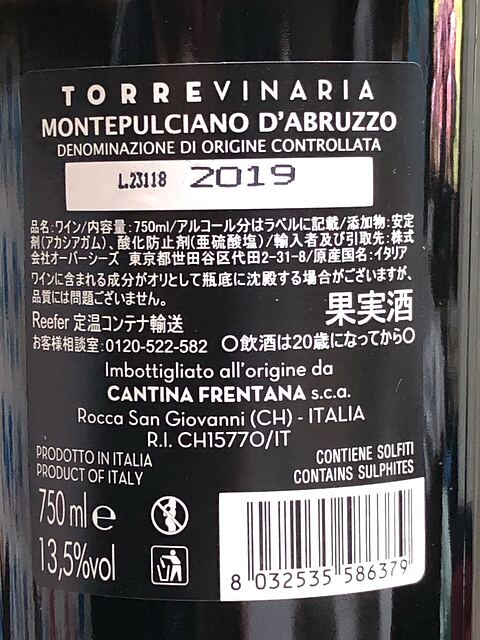 TORREVINARIA
MONTEPULCIANO D'ABRUZZO
DENOMINAZIONE DI ORIGINE CONTROLLATA
L.23118 2019
品名:ワイン/内容量:750ml/アルコール分はラベルに記載/添加物:安定
剤(アカシアガム)、酸化防止剤(亜硫酸塩)/輸入者及び引取先:株式
会社オーバーシーズ 東京都世田谷区代田2-31-8/原産国名:イタリア
ワインに含まれる成分がオリとして瓶底に沈殿する場合がございますが、
品質には問題ございません。
果実酒
Reefer 定温コンテナ輸送
お客様相談室:0120-522-582 〇飲酒は20歳になってから〇
Imbottigliato all'origine da
CANTINA FRENTANA s.c.a.
Rocca San Giovanni (CH) - ITALIA
R.I. CH15770/IT
PRODOTTO IN ITALIA
PRODUCT OF ITALY
CONTIENE SOLFITI
CONTAINS SULPHITES
750 ml e
13,5%vol
8 032535 586379